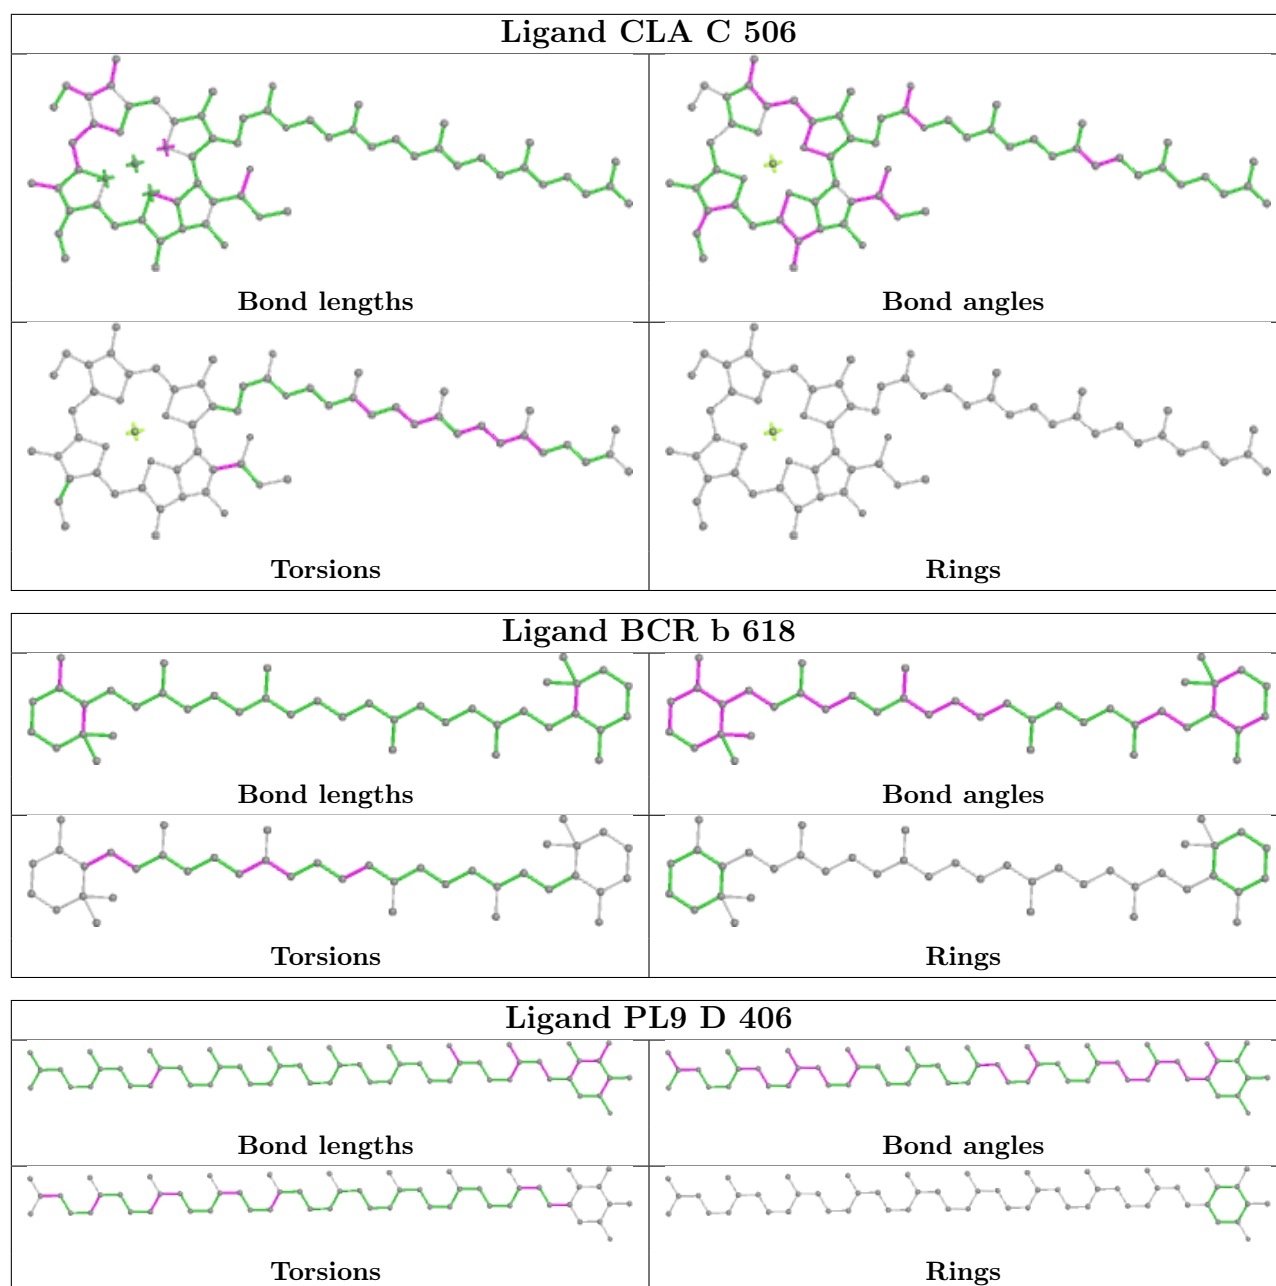 Ligand CLA C 506
Bond lengths
Bond angles
Torsions
Rings
Ligand BCR b 618
Bond lengths
Bond angles
Torsions
Rings
Ligand PL9 D 406
Bond lengths
Bond angles
Torsions
Rings